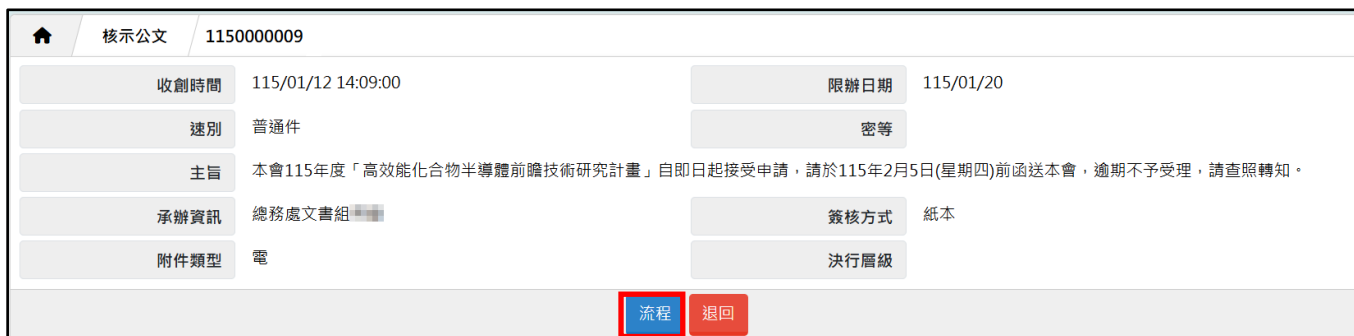 核示公文 1150000009
收創時間 115/01/12 14:09:00 限辦日期 115/01/20
速別 普通件 密等
主旨 本會115年度「高效能化合物半導體前瞻技術研究計畫」自即日起接受申請，請於115年2月5日(星期四)前函送本會，逾期不予受理，請查照轉知。
承辦資訊 總務處文書組 簽核方式 紙本
附件類型 電 決行層級
流程 退回